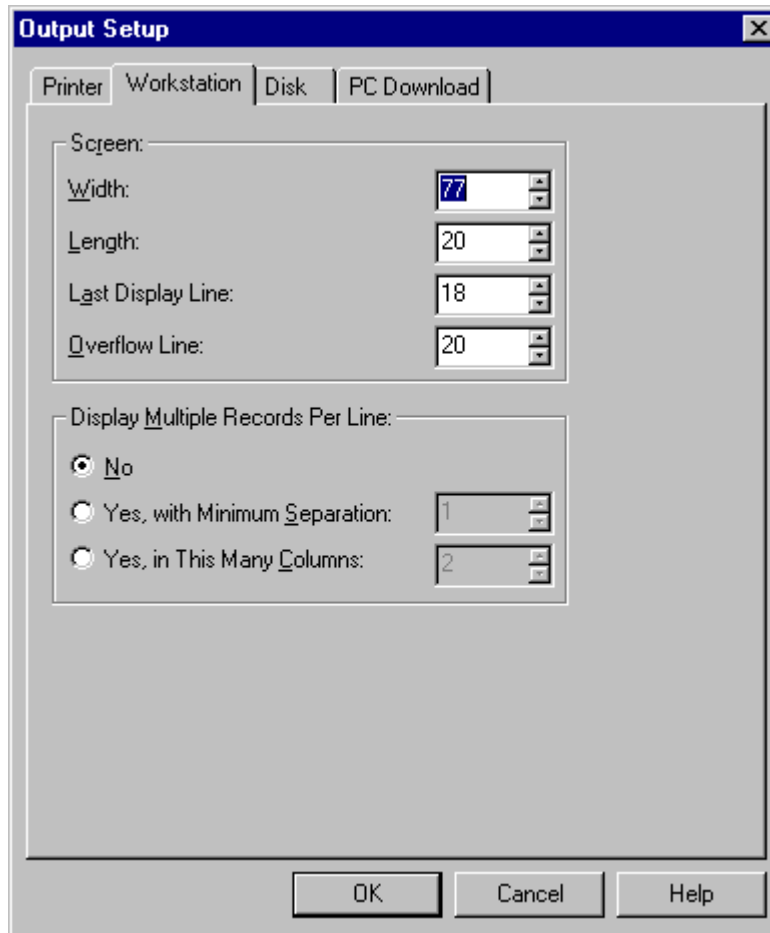 Output Setup
Printer Workstation Disk PC Download
Screen:
Width: 77
Length: 20
Last Display Line: 18
Overflow Line: 20
Display Multiple Records Per Line:
No
Yes, with Minimum Separation: 1
Yes, in This Many Columns: 2
OK Cancel Help